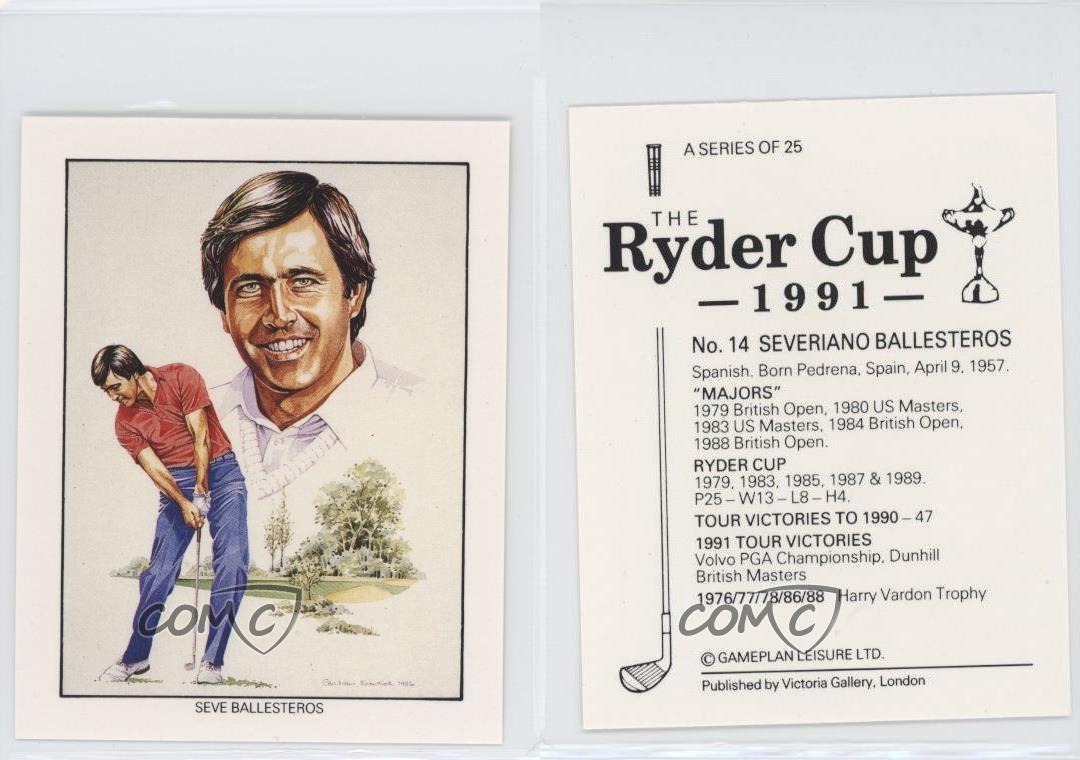 SEVE BALLESTEROS
COMC
A SERIES OF 25
THE
Ryder Cup
— 1991 —
No. 14 SEVERIANO BALLESTEROS
Spanish. Born Pedrena, Spain, April 9, 1957.
"MAJORS"
1979 British Open, 1980 US Masters,
1983 US Masters, 1984 British Open,
1988 British Open.
RYDER CUP
1979, 1983, 1985, 1987 & 1989.
P25 – W13 – L8 – H4.
TOUR VICTORIES TO 1990 – 47
1991 TOUR VICTORIES
Volvo PGA Championship, Dunhill
British Masters
1976/77/78/86/88 Harry Vardon Trophy
COMC
© GAMEPLAN LEISURE LTD.
Published by Victoria Gallery, London